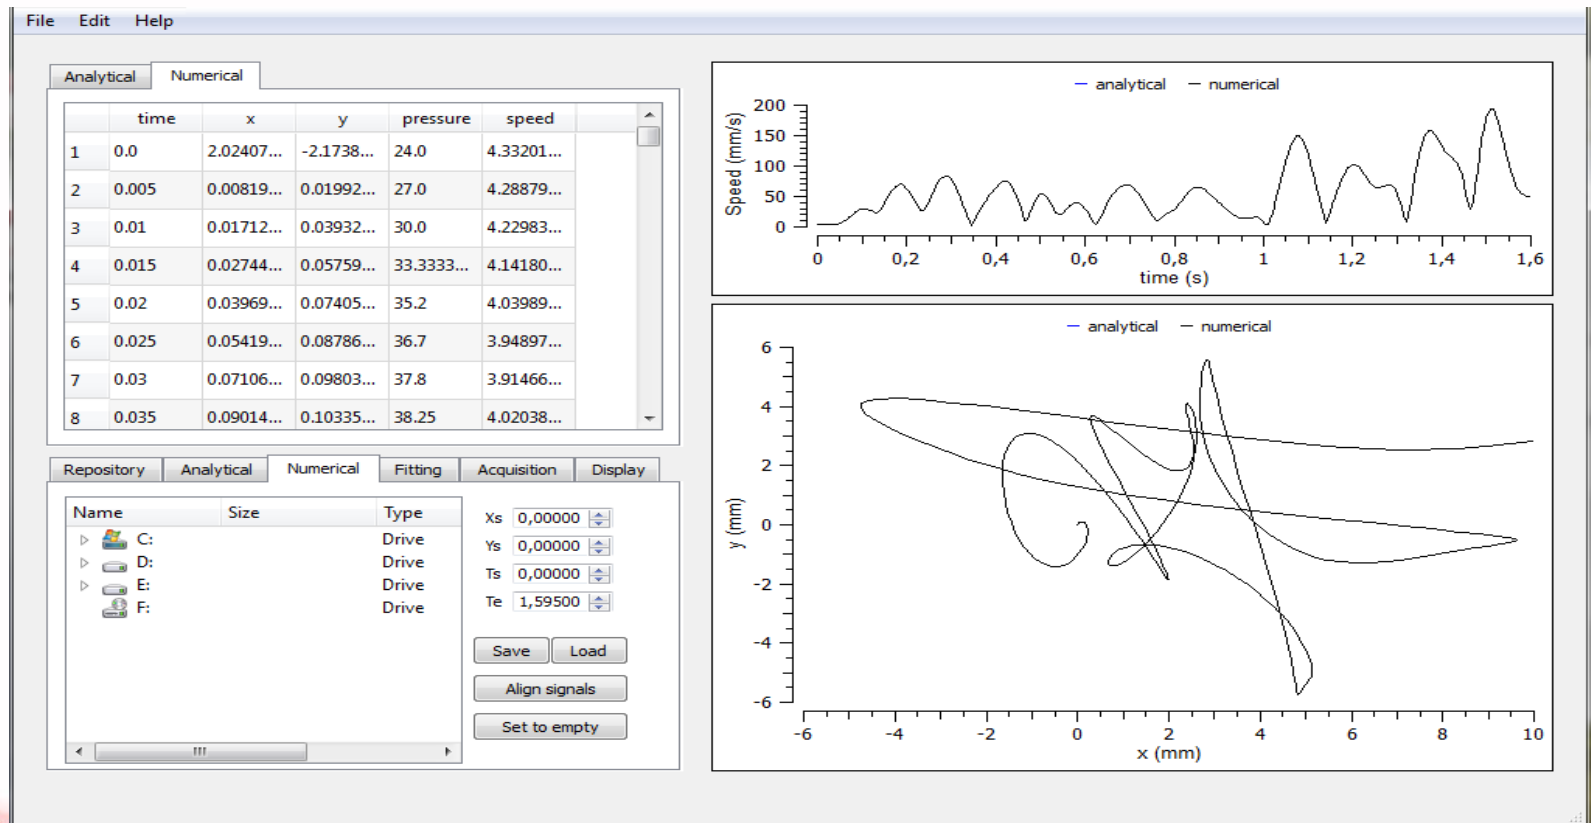 File Edit Help
Analytical Numerical
time x y pressure speed
1 0.0 2.02407... -2.1738... 24.0 4.33201...
2 0.005 0.00819... 0.01992... 27.0 4.28879...
3 0.01 0.01712... 0.03932... 30.0 4.22983...
4 0.015 0.02744... 0.05759... 33.3333... 4.14180...
5 0.02 0.03969... 0.07405... 35.2 4.03989...
6 0.025 0.05419... 0.08786... 36.7 3.94897...
7 0.03 0.07106... 0.09803... 37.8 3.91466...
8 0.035 0.09014... 0.10335... 38.25 4.02038...
Repository Analytical Numerical Fitting Acquisition Display
Name Size Type
C: Drive
D: Drive
E: Drive
F: Drive
Xs 0,00000
Ys 0,00000
Ts 0,00000
Te 1,59500
Save Load
Align signals
Set to empty
analytical numerical
Speed (mm/s)
200
150
100
50
0
0 0,2 0,4 0,6 0,8 1 1,2 1,4 1,6
time (s)
analytical numerical
y (mm)
6
4
2
0
-2
-4
-6
-6 -4 -2 0 2 4 6 8 10
x (mm)